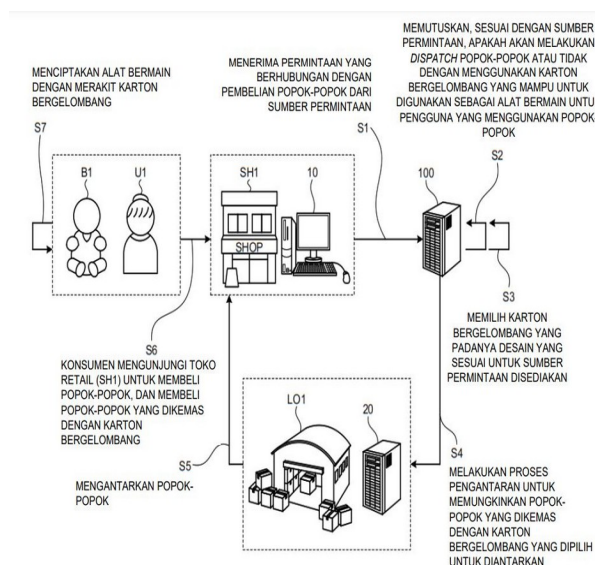 MEMUTUSKAN, SESUAI DENGAN SUMBER
PERMINTAAN, APAKAH AKAN MELAKUKAN
DISPATCH POPOK-POPOK ATAU TIDAK
DENGAN MENGGUNAKAN KARTON
BERGELOMBANG YANG MAMPU UNTUK
DIGUNAKAN SEBAGAI ALAT BERMAIN UNTU
PENGGUNA YANG MENGGUNAKAN POPOK-
POPOK
MENERIMA PERMINTAAN YANG
BERHUBUNGAN DENGAN
PEMBELIAN POPOK-POPOK DARI
SUMBER PERMINTAAN
MENCIPTAKAN ALAT BERMAIN
DENGAN MERAKIT KARTON
BERGELOMBANG
S7
S1
S2
B1
U1
SH1
10
100
SHOP
S3
MEMILIH KARTON
BERGELOMBANG YANG
PADANYA DESAIN YANG
SESUAI UNTUK SUMBER
PERMINTAAN DISEDIAKAN
S6
KONSUMEN MENGUNJUNGI TOKO
RETAIL (SH1) UNTUK MEMBELI
POPOK-POPOK, DAN MEMBELI
POPOK-POPOK YANG DIKEMAS
DENGAN KARTON
BERGELOMBANG
LO1
20
S5
MENGANTARKAN POPOK-
POPOK
S4
MELAKUKAN PROSES
PENGANTARAN UNTUK
MEMUNGKINKAN POPOK-
POPOK YANG DIKEMAS
DENGAN KARTON
BERGELOMBANG YANG DIPILIH
UNTUK DIANTARKAN